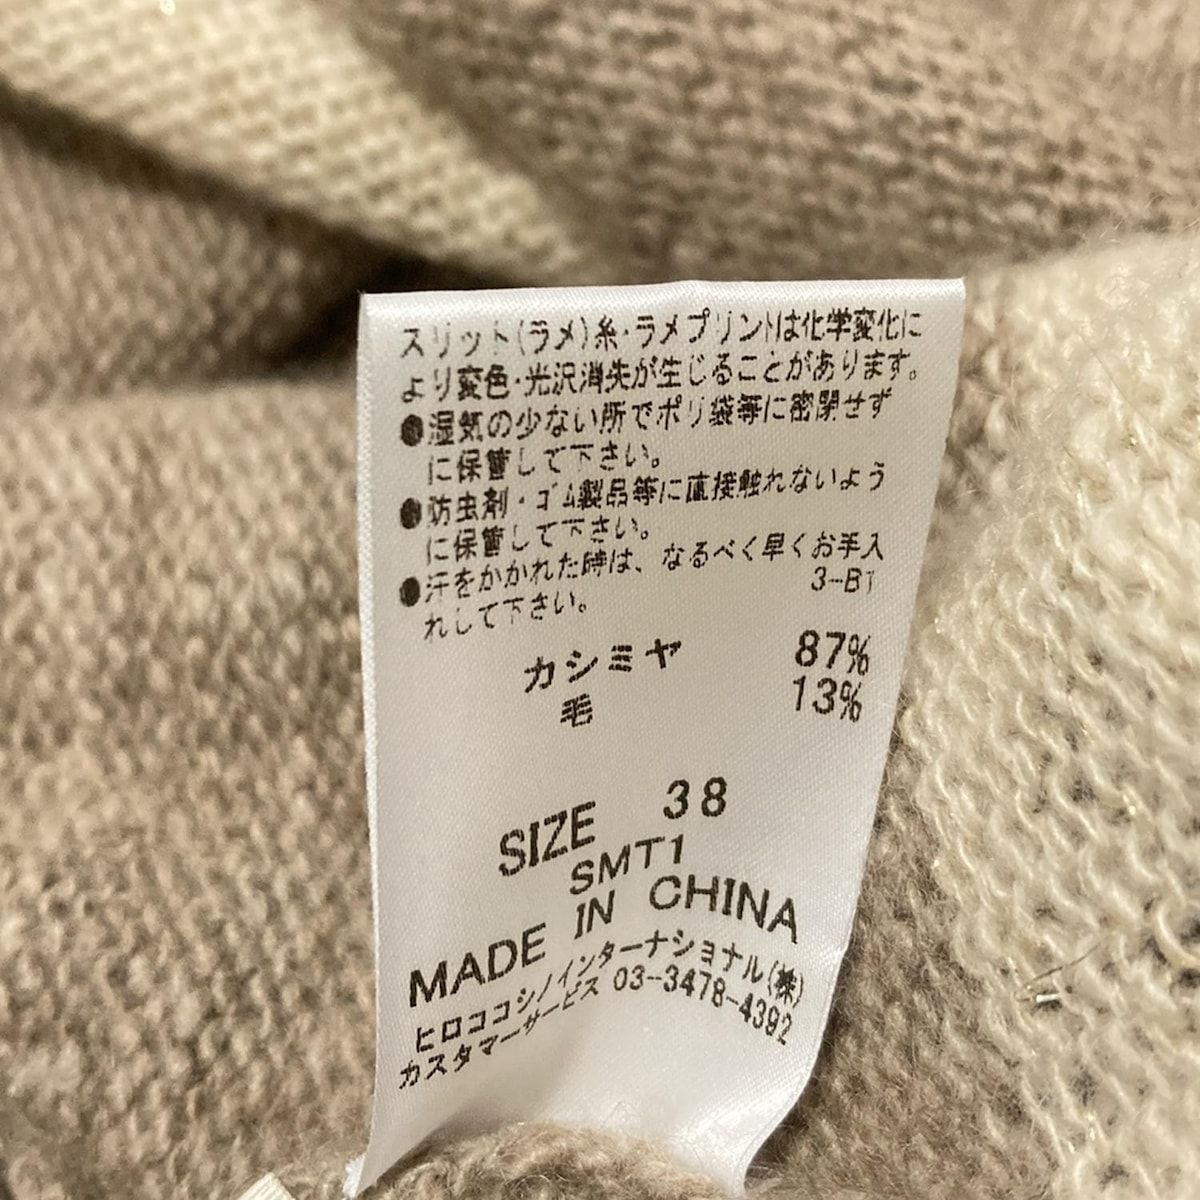 スリット(ラメ)糸・ラメプリントは化学変化に
より変色・光沢消失が生じることがあります。
●湿気の少ない所でポリ袋等に密閉せず
に保管して下さい。
●防虫剤・ゴム製品等に直接触れないよう
に保管して下さい。
●汗をかかれた時は、なるべく早くお手入
れして下さい。 3-B1
カシミヤ 87%
毛 13%
SIZE 38
SMT1
MADE IN CHINA
ヒロココシノインターナショナル(株)
カスタマーサービス 03-3478-4392